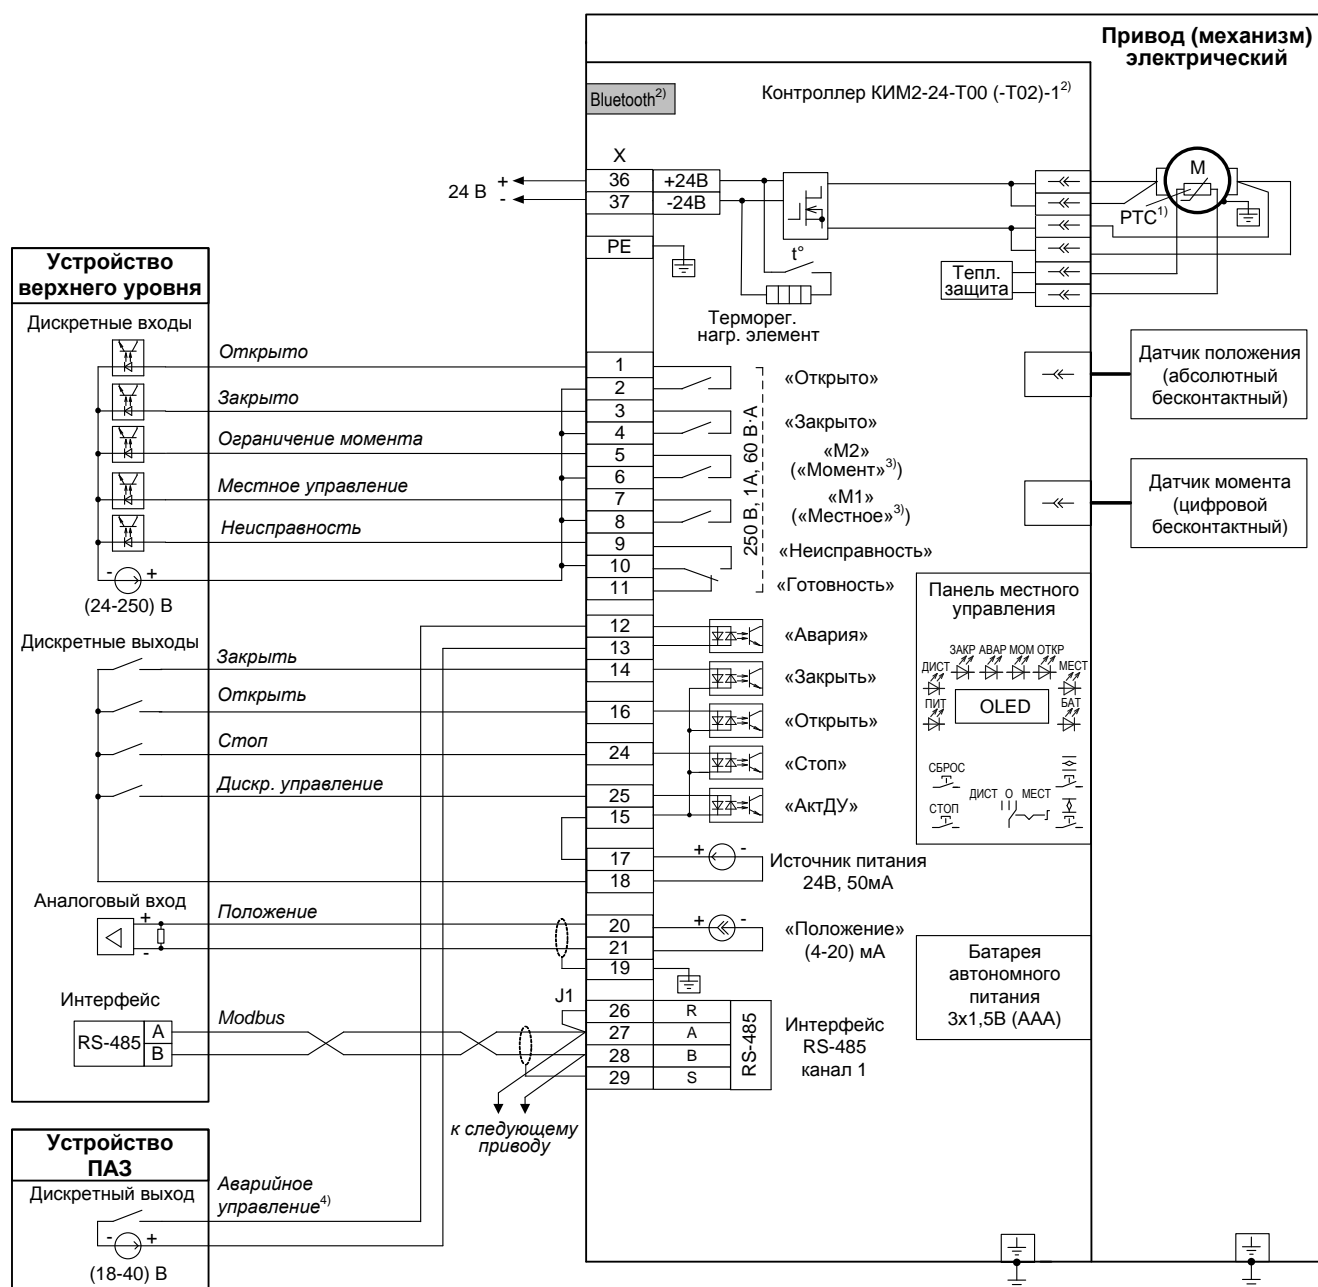 Привод (механизм)
электрический
Bluetooth2)
Контроллер КИМ2-24-Т00 (-Т02)-12)
X
24 В
+
-
36
+24В
37
-24В
PE
t°
Терморег.
нагр. элемент
Тепл.
защита
M
PTC1)
Устройство
верхнего уровня
Дискретные входы
Открыто
Закрыто
Ограничение момента
Местное управление
Неисправность
- +
(24-250) В
1
2
3
4
5
6
7
8
9
10
11
«Открыто»
«Закрыто»
«М2»
(«Момент»3))
«М1»
(«Местное»3))
«Неисправность»
«Готовность»
250 В, 1А, 60 В·А
Датчик положения
(абсолютный
бесконтактный)
Датчик момента
(цифровой
бесконтактный)
Дискретные выходы
Закрыть
Открыть
Стоп
Дискр. управление
12
13
14
16
24
25
15
17
18
«Авария»
«Закрыть»
«Открыть»
«Стоп»
«АктДУ»
+ -
Источник питания
24В, 50мА
Панель местного
управления
ЗАКР АВАР МОМ ОТКР
ДИСТ
МЕСТ
ПИТ
OLED
БАТ
СБРОС
ДИСТ О МЕСТ
СТОП
Аналоговый вход
+
-
Положение
20
21
19
+ -
«Положение»
(4-20) мА
Батарея
автономного
питания
3x1,5В (ААА)
Интерфейс
RS-485
A
B
Modbus
J1
26
R
27
A
28
B
29
S
RS-485
Интерфейс
RS-485
канал 1
к следующему
приводу
Устройство
ПАЗ
Дискретный выход
Аварийное
управление4)
- +
(18-40) В